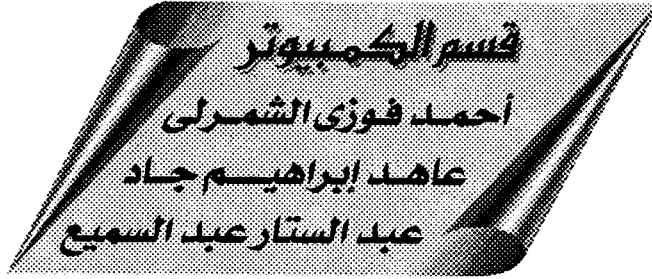 قسم الكمبيوتر
أحمد فوزى الشمرلى
عاهد إبراهيم جاد
عبد الستار عبد السميع